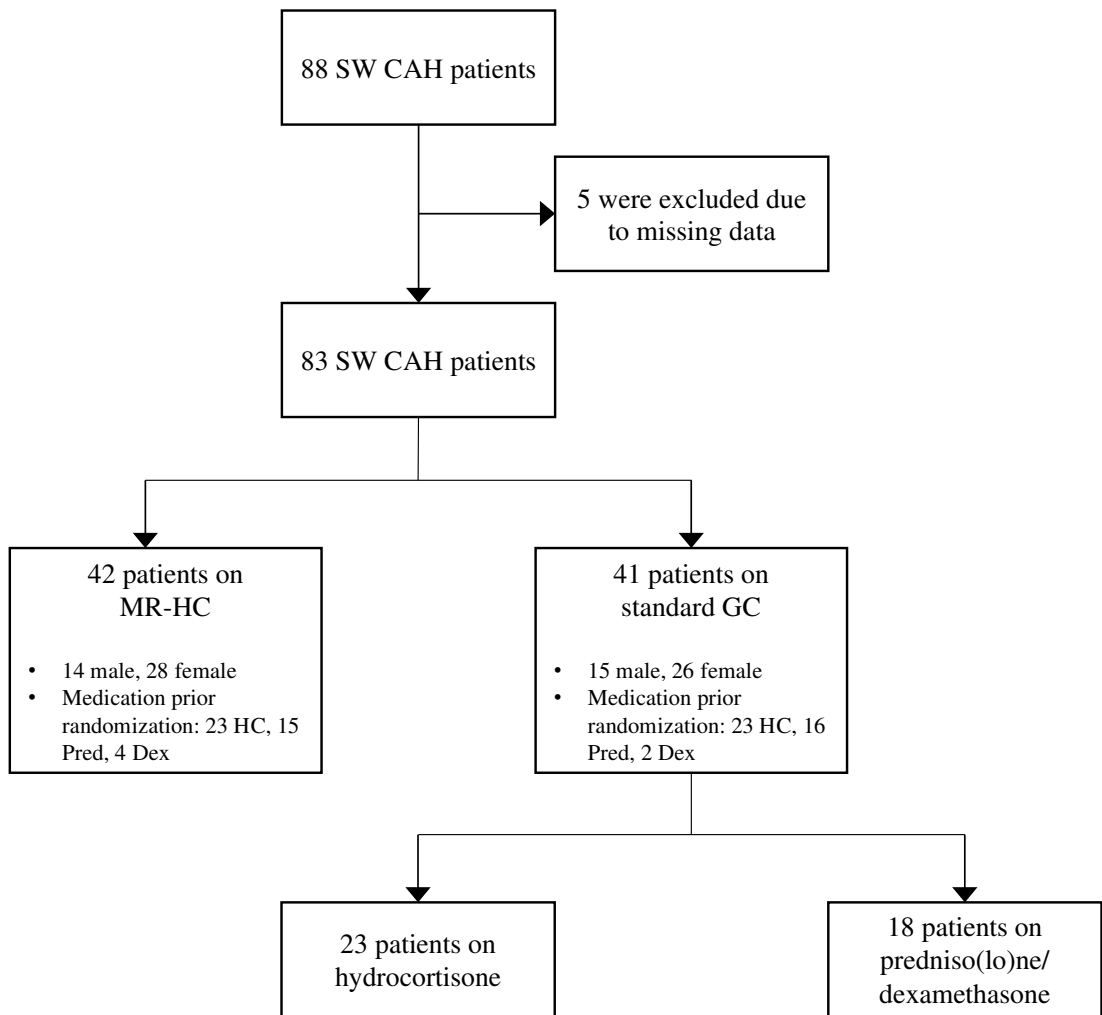 88 SW CAH patients
5 were excluded due
to missing data
83 SW CAH patients
42 patients on
MR-HC
• 14 male, 28 female
• Medication prior
randomization: 23 HC, 15
Pred, 4 Dex
41 patients on
standard GC
• 15 male, 26 female
• Medication prior
randomization: 23 HC, 16
Pred, 2 Dex
23 patients on
hydrocortisone
18 patients on
predniso(lo)ne/
dexamethasone